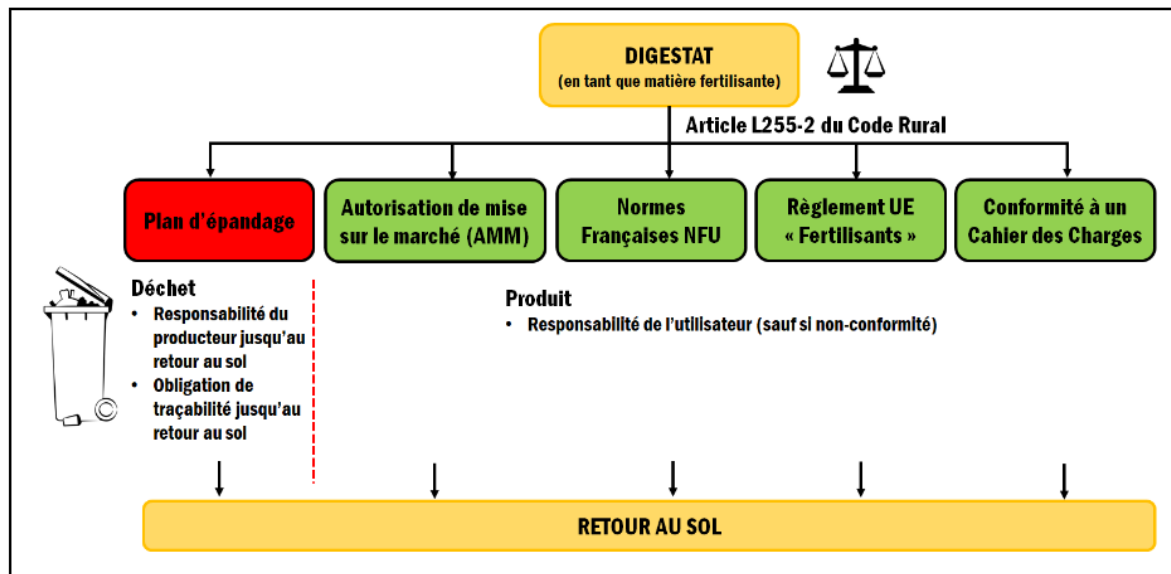 DIGESTAT
(en tant que matière fertilisante)
Article L255-2 du Code Rural
Plan d'épandage
Autorisation de mise
sur le marché (AMM)
Normes
Françaises NFU
Règlement UE
« Fertilisants »
Conformité à un
Cahier des Charges
Déchet
• Responsabilité du
producteur jusqu'au
retour au sol
• Obligation de
traçabilité jusqu'au
retour au sol
Produit
• Responsabilité de l'utilisateur (sauf si non-conformité)
RETOUR AU SOL